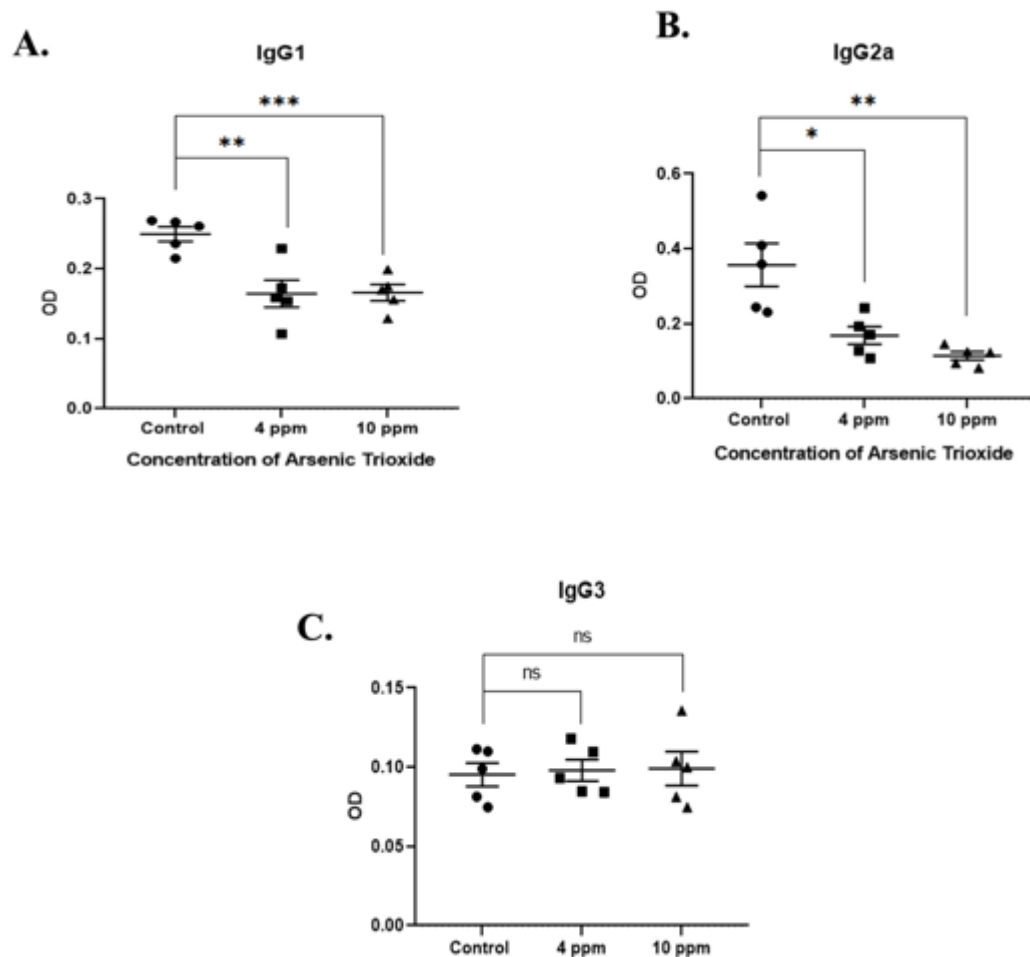 A.
IgG1
***
**
0.3
0.2
0.1
0.0
OD
Control 4 ppm 10 ppm
Concentration of Arsenic Trioxide
B.
IgG2a
**
*
0.6
0.4
0.2
0.0
OD
Control 4 ppm 10 ppm
Concentration of Arsenic Trioxide
C.
IgG3
ns
ns
0.15
0.10
0.05
0.00
OD
Control 4 ppm 10 ppm